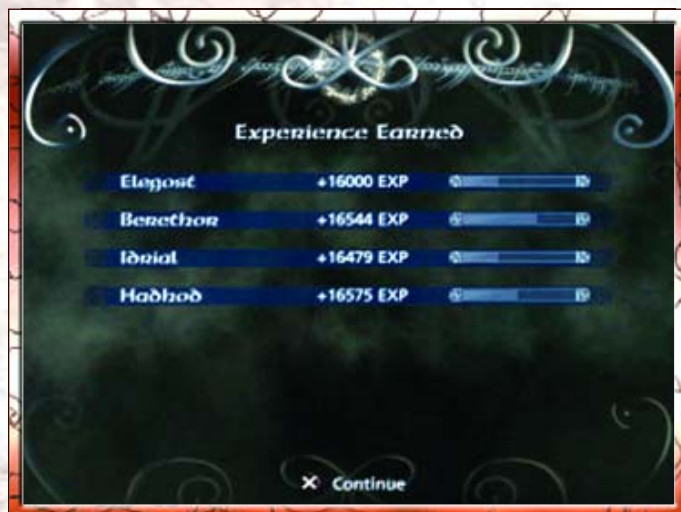 Experience Earned
Elegost +16000 EXP
Berethor +16544 EXP
Idrial +16479 EXP
Hadhod +16575 EXP
X Continue